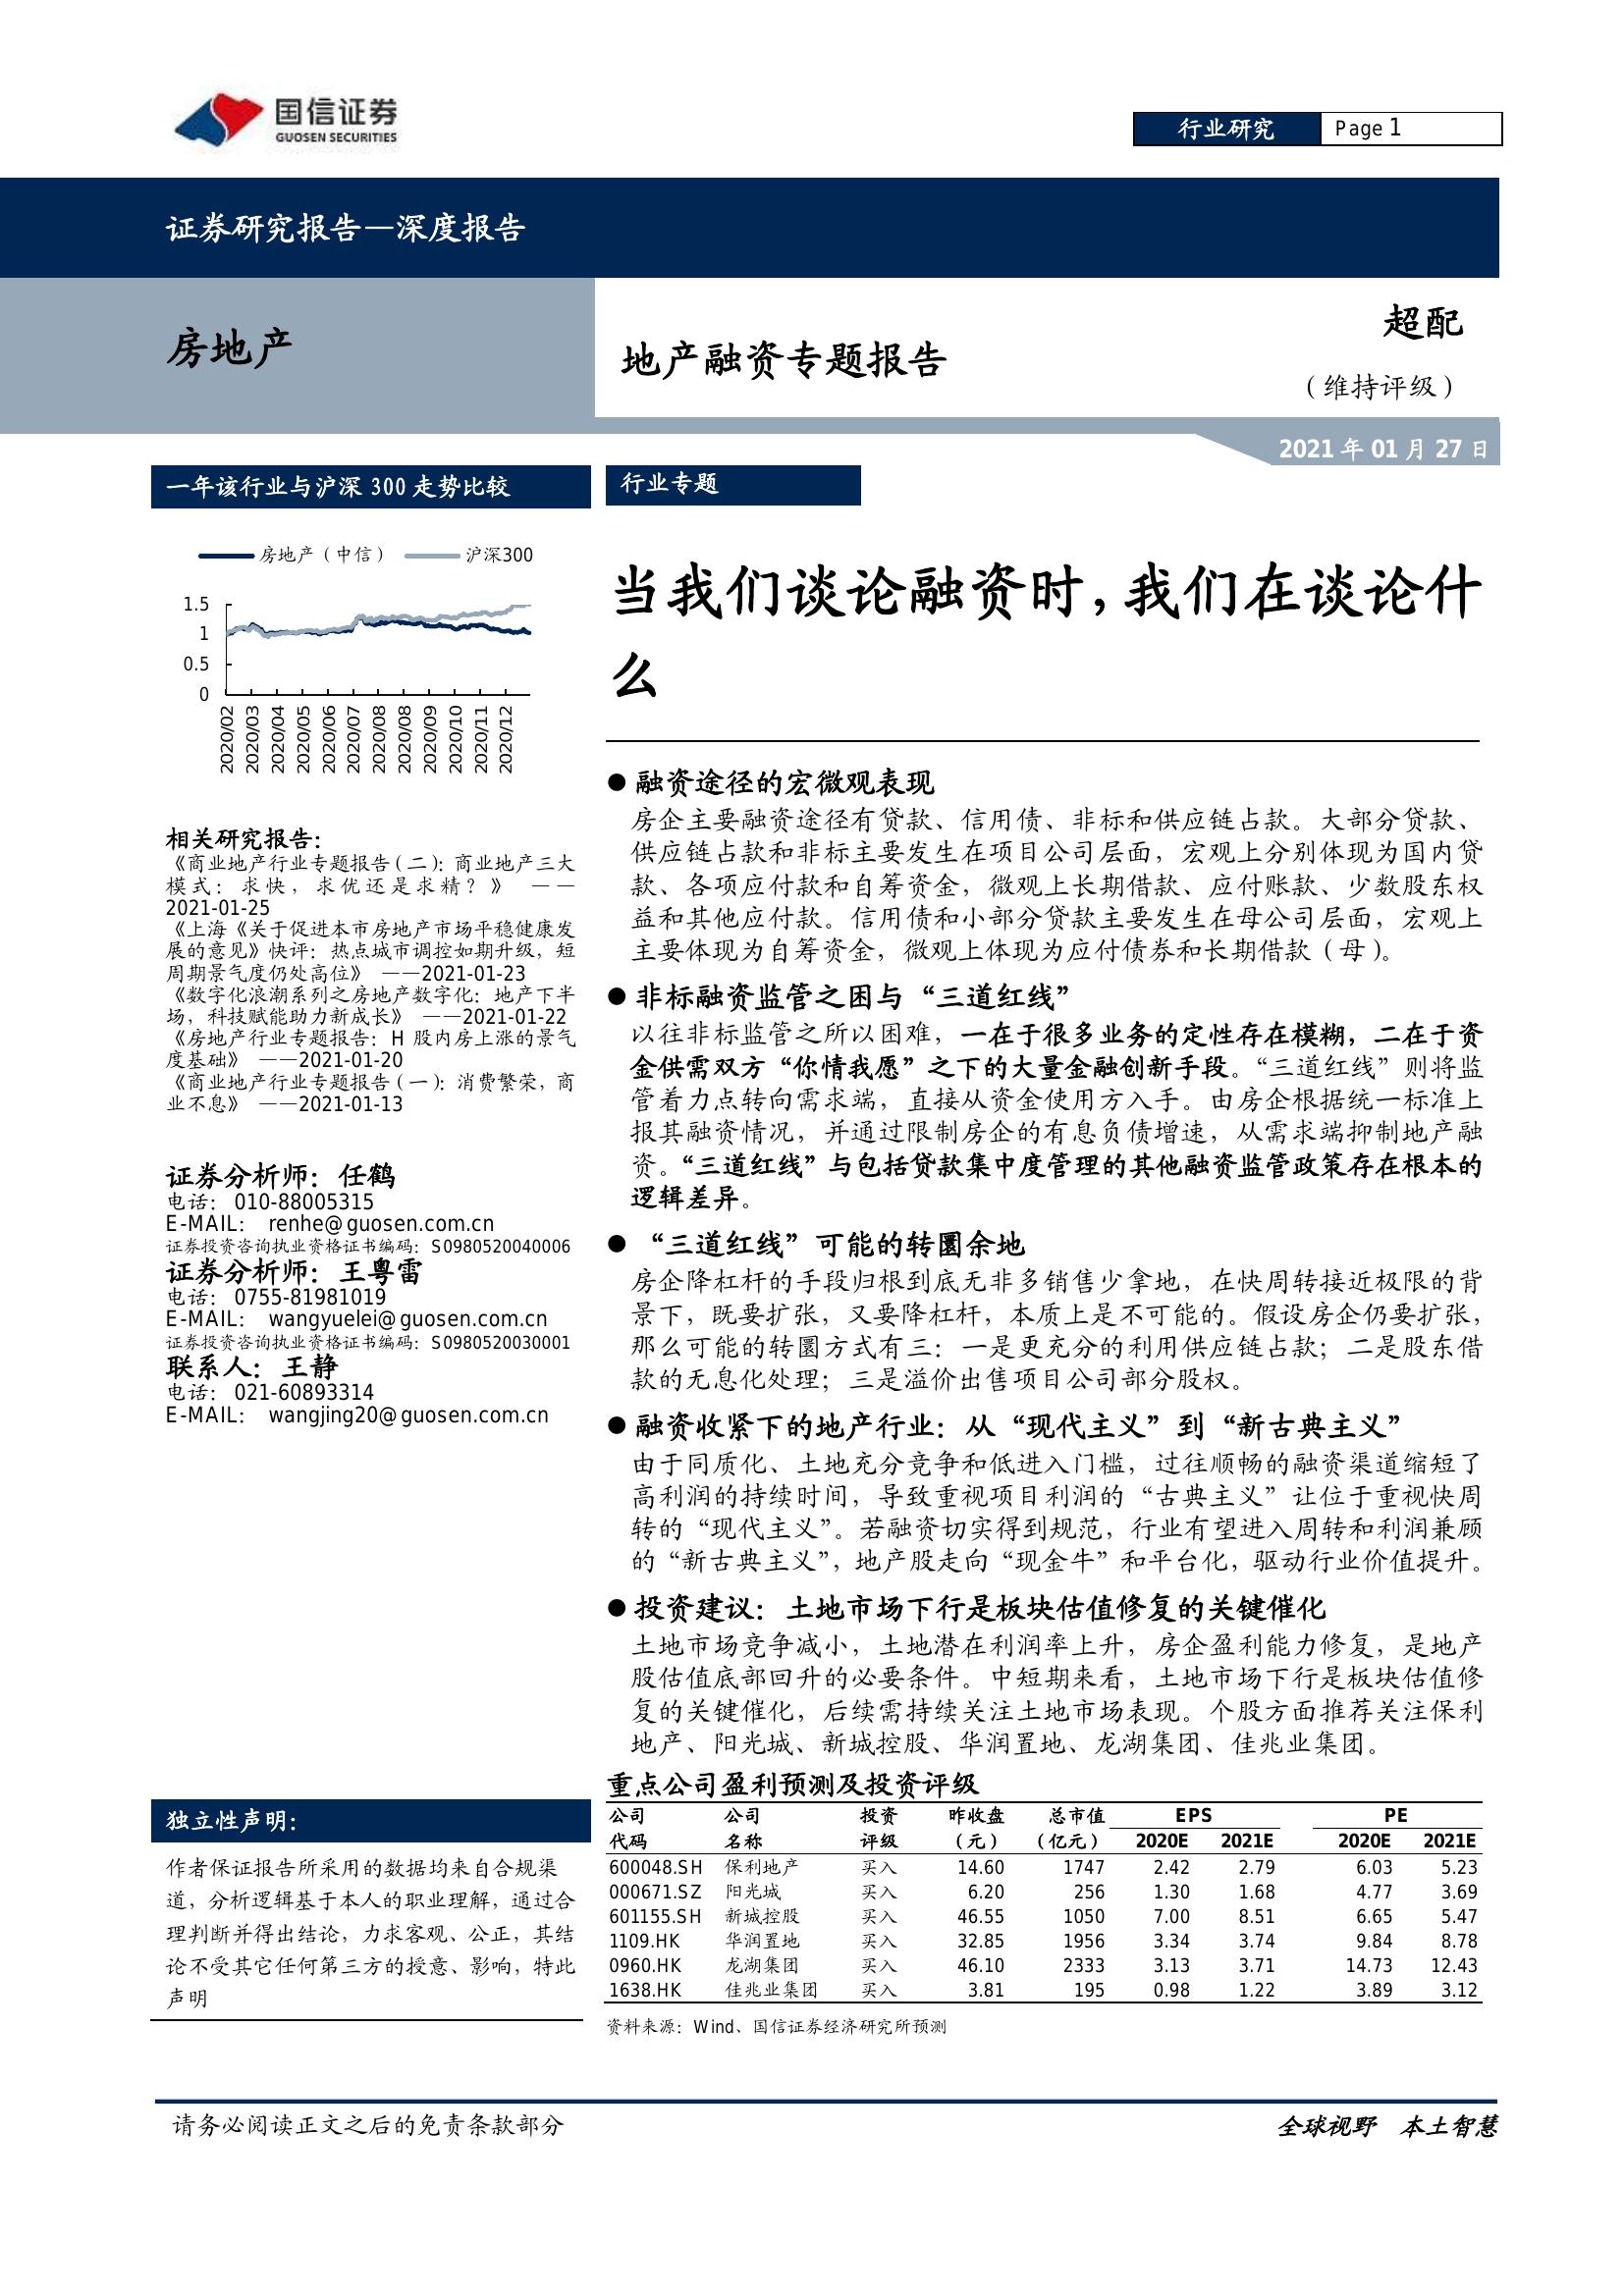 国信证券
GUOSEN SECURITIES
行业研究
Page 1
证券研究报告—深度报告
房地产
地产融资专题报告
超配
（维持评级）
2021 年 01 月 27 日
一年该行业与沪深 300 走势比较
房地产（中信） 沪深300
1.5
1
0.5
0
2020/02 2020/03 2020/04 2020/05 2020/06 2020/07 2020/08 2020/08 2020/09 2020/10 2020/11 2020/12
相关研究报告：
《商业地产行业专题报告（二）：商业地产三大
模式：求快，求优还是求精？》 ——
2021-01-25
《上海《关于促进本市房地产市场平稳健康发
展的意见》快评：热点城市调控如期升级，短
周期景气度仍处高位》 ——2021-01-23
《数字化浪潮系列之房地产数字化：地产下半
场，科技赋能助力新成长》 ——2021-01-22
《房地产行业专题报告：H 股内房上涨的景气
度基础》 ——2021-01-20
《商业地产行业专题报告（一）：消费繁荣，商
业不息》 ——2021-01-13
证券分析师：任鹤
电话： 010-88005315
E-MAIL： renhe@guosen.com.cn
证券投资咨询执业资格证书编码：S0980520040006
证券分析师：王粤雷
电话： 0755-81981019
E-MAIL： wangyuelei@guosen.com.cn
证券投资咨询执业资格证书编码：S0980520030001
联系人：王静
电话： 021-60893314
E-MAIL： wangjing20@guosen.com.cn
独立性声明：
作者保证报告所采用的数据均来自合规渠
道，分析逻辑基于本人的职业理解，通过合
理判断并得出结论，力求客观、公正，其结
论不受其它任何第三方的授意、影响，特此
声明
行业专题
当我们谈论融资时，我们在谈论什
么
● 融资途径的宏微观表现
房企主要融资途径有贷款、信用债、非标和供应链占款。大部分贷款、
供应链占款和非标主要发生在项目公司层面，宏观上分别体现为国内贷
款、各项应付款和自筹资金，微观上长期借款、应付账款、少数股东权
益和其他应付款。信用债和小部分贷款主要发生在母公司层面，宏观上
主要体现为自筹资金，微观上体现为应付债券和长期借款（母）。
● 非标融资监管之困与“三道红线”
以往非标监管之所以困难，一在于很多业务的定性存在模糊，二在于资
金供需双方“你情我愿”之下的大量金融创新手段。“三道红线”则将监
管着力点转向需求端，直接从资金使用方入手。由房企根据统一标准上
报其融资情况，并通过限制房企的有息负债增速，从需求端抑制地产融
资。“三道红线”与包括贷款集中度管理的其他融资监管政策存在根本的
逻辑差异。
● “三道红线”可能的转圜余地
房企降杠杆的手段归根到底无非多销售少拿地，在快周转接近极限的背
景下，既要扩张，又要降杠杆，本质上是不可能的。假设房企仍要扩张，
那么可能的转圜方式有三：一是更充分的利用供应链占款；二是股东借
款的无息化处理；三是溢价出售项目公司部分股权。
● 融资收紧下的地产行业：从“现代主义”到“新古典主义”
由于同质化、土地充分竞争和低进入门槛，过往顺畅的融资渠道缩短了
高利润的持续时间，导致重视项目利润的“古典主义”让位于重视快周
转的“现代主义”。若融资切实得到规范，行业有望进入周转和利润兼顾
的“新古典主义”，地产股走向“现金牛”和平台化，驱动行业价值提升。
● 投资建议：土地市场下行是板块估值修复的关键催化
土地市场竞争减小，土地潜在利润率上升，房企盈利能力修复，是地产
股估值底部回升的必要条件。中短期来看，土地市场下行是板块估值修
复的关键催化，后续需持续关注土地市场表现。个股方面推荐关注保利
地产、阳光城、新城控股、华润置地、龙湖集团、佳兆业集团。
重点公司盈利预测及投资评级
公司 公司 投资 昨收盘 总市值 EPS PE
代码 名称 评级 （元） （亿元） 2020E 2021E 2020E 2021E
600048.SH 保利地产 买入 14.60 1747 2.42 2.79 6.03 5.23
000671.SZ 阳光城 买入 6.20 256 1.30 1.68 4.77 3.69
601155.SH 新城控股 买入 46.55 1050 7.00 8.51 6.65 5.47
1109.HK 华润置地 买入 32.85 1956 3.34 3.74 9.84 8.78
0960.HK 龙湖集团 买入 46.10 2333 3.13 3.71 14.73 12.43
1638.HK 佳兆业集团 买入 3.81 195 0.98 1.22 3.89 3.12
资料来源：Wind、国信证券经济研究所预测
请务必阅读正文之后的免责条款部分
全球视野 本土智慧